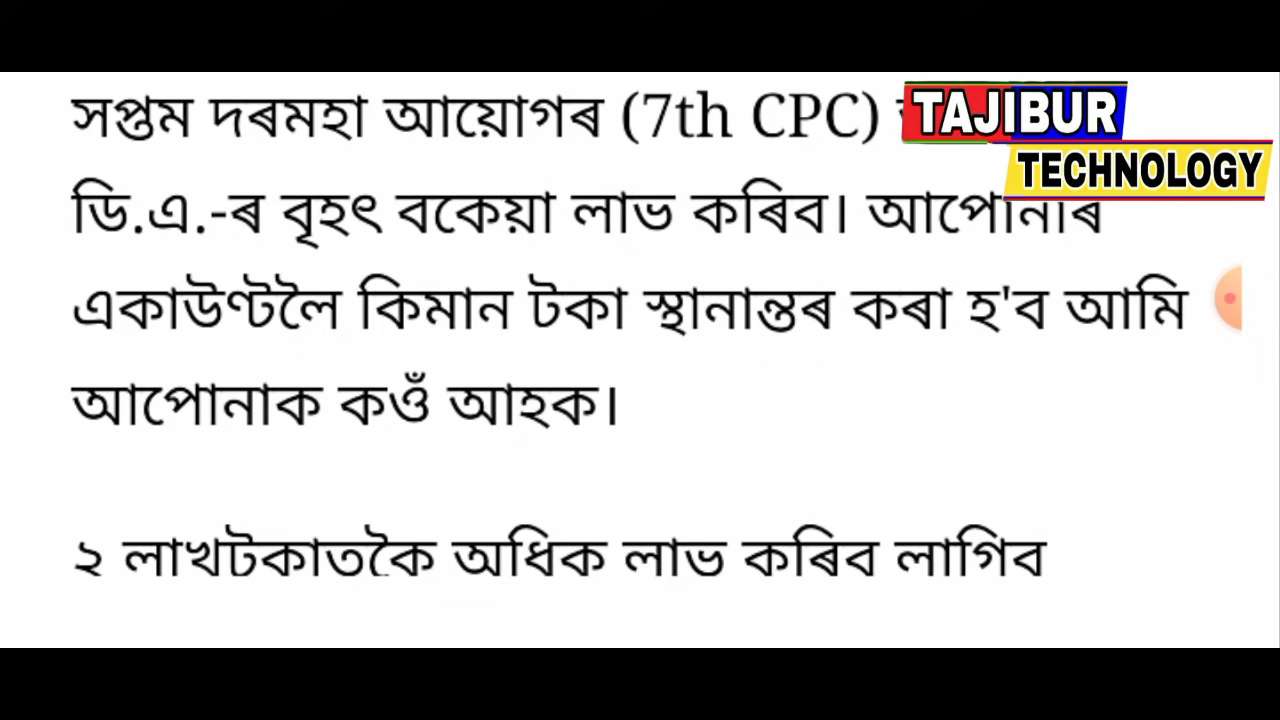 সপ্তম দৰমহা আয়োগৰ (7th CPC)
TAJIBUR
TECHNOLOGY
ডি.এ.-ৰ বৃহৎ বকেয়া লাভ কৰিব। আপোনাৰ
একাউণ্টলৈ কিমান টকা স্থানান্তৰ কৰা হ'ব আমি
আপোনাক কওঁ আহক।
২ লাখটকাতকৈ অধিক লাভ কৰিব লাগিব